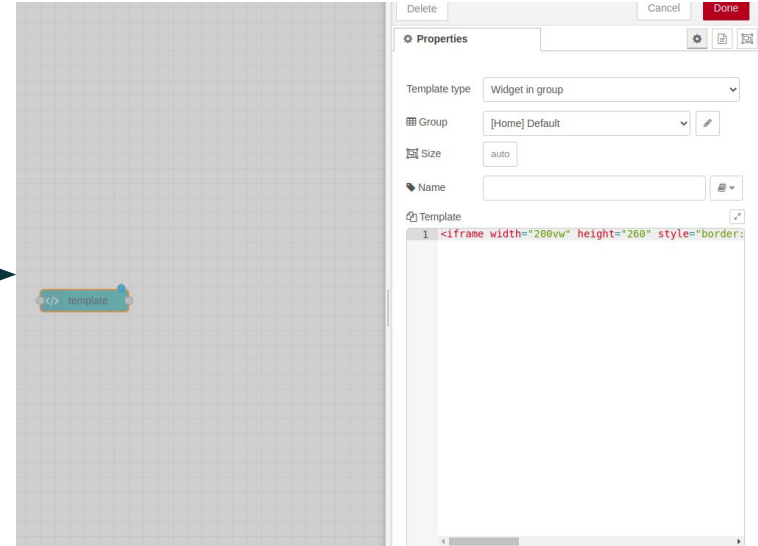 Delete
Cancel
Done
Properties
Template type
Widget in group
Group
[Home] Default
Size
auto
Name
Template
1 <iframe width="200vw" height="260" style="border:
</> template